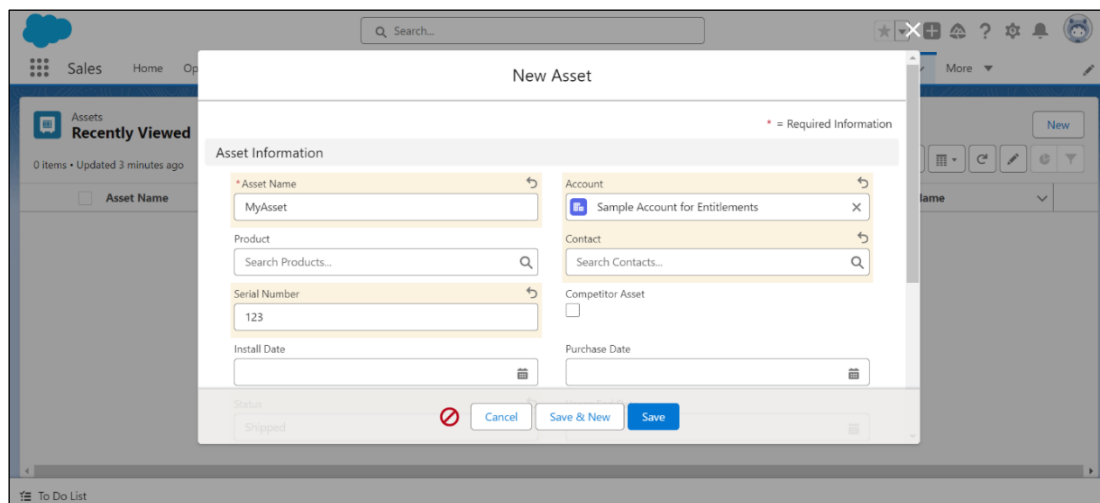 Search...
Sales Home Op More
Assets
Recently Viewed
New
0 items • Updated 3 minutes ago
Asset Name
New Asset
* = Required Information
Asset Information
*Asset Name
MyAsset
Account
Sample Account for Entitlements
Product
Search Products...
Contact
Search Contacts...
Serial Number
123
Competitor Asset
Install Date
Purchase Date
Status
Shipped
Cancel
Save & New
Save
lame
To Do List